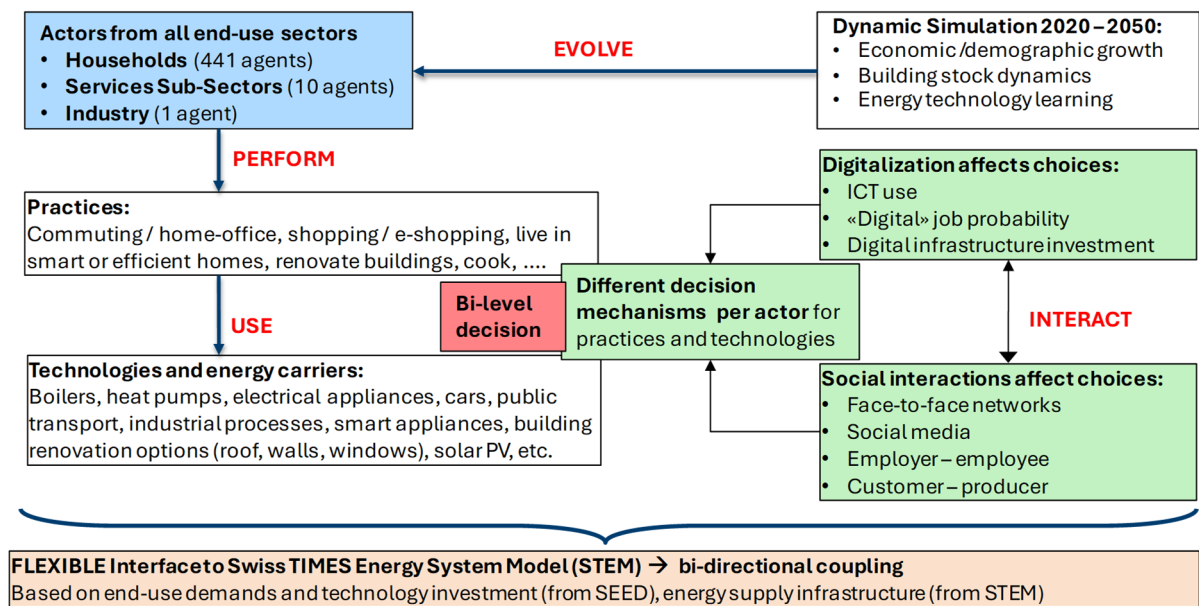 Actors from all end-use sectors
• Households (441 agents)
• Services Sub-Sectors (10 agents)
• Industry (1 agent)
EVOLVE
Dynamic Simulation 2020 – 2050:
• Economic /demographic growth
• Building stock dynamics
• Energy technology learning
PERFORM
Practices:
Commuting / home-office, shopping / e-shopping, live in
smart or efficient homes, renovate buildings, cook, ....
Digitalization affects choices:
• ICT use
• «Digital» job probability
• Digital infrastructure investment
Bi-level
decision
Different decision
mechanisms per actor for
practices and technologies
USE
INTERACT
Technologies and energy carriers:
Boilers, heat pumps, electrical appliances, cars, public
transport, industrial processes, smart appliances, building
renovation options (roof, walls, windows), solar PV, etc.
Social interactions affect choices:
• Face-to-face networks
• Social media
• Employer – employee
• Customer – producer
FLEXIBLE Interface to Swiss TIMES Energy System Model (STEM) → bi-directional coupling
Based on end-use demands and technology investment (from SEED), energy supply infrastructure (from STEM)